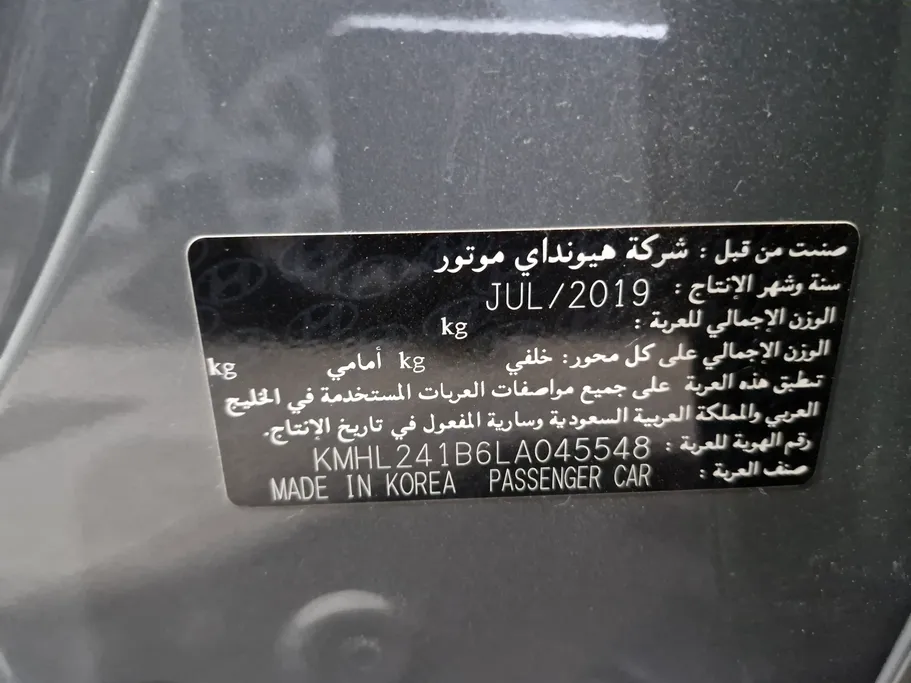 صنعت من قبل : شركة هيونداي موتور
سنة وشهر الإنتاج : JUL/2019
الوزن الإجمالي للعربة : kg
الوزن الإجمالي على كل محور: خلفي kg أمامي kg
تطبق هذه العربة على جميع مواصفات العربات المستخدمة في الخليج
العربي والمملكة العربية السعودية وسارية المفعول في تاريخ الإنتاج.
رقم الهوية للعربة : KMHL241B6LA045548
صنف العربة : PASSENGER CAR MADE IN KOREA